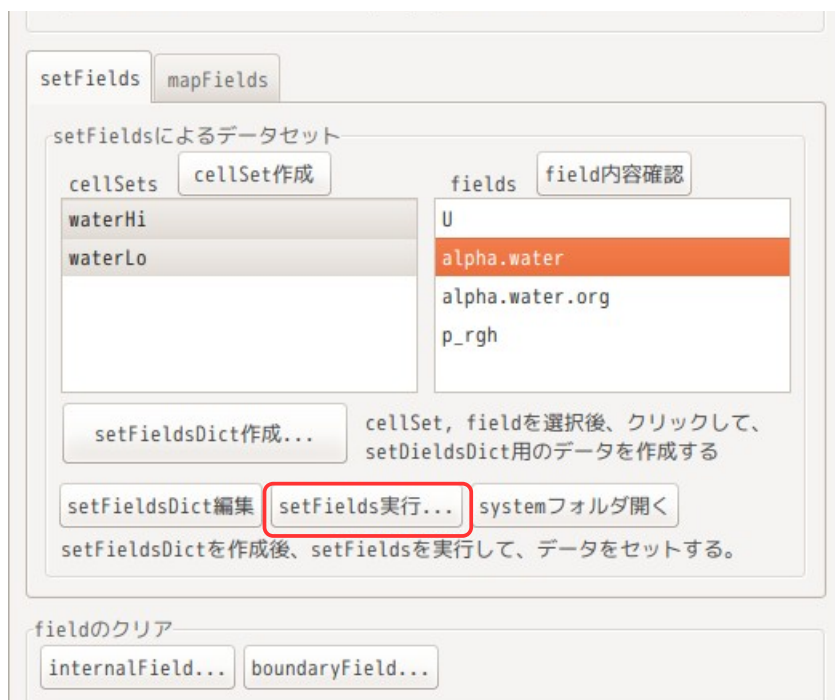 setFields mapFields
setFieldsによるデータセット
cellSets cellSet作成 fields field内容確認
waterHi U
waterLo alpha.water
alpha.water.org
p_rgh
setFieldsDict作成... cellSet, fieldを選択後、クリックして、
setDieldsDict用のデータを作成する
setFieldsDict編集 setFields実行... systemフォルダ開く
setFieldsDictを作成後、setFieldsを実行して、データをセットする。
fieldのクリア
internalField... boundaryField...